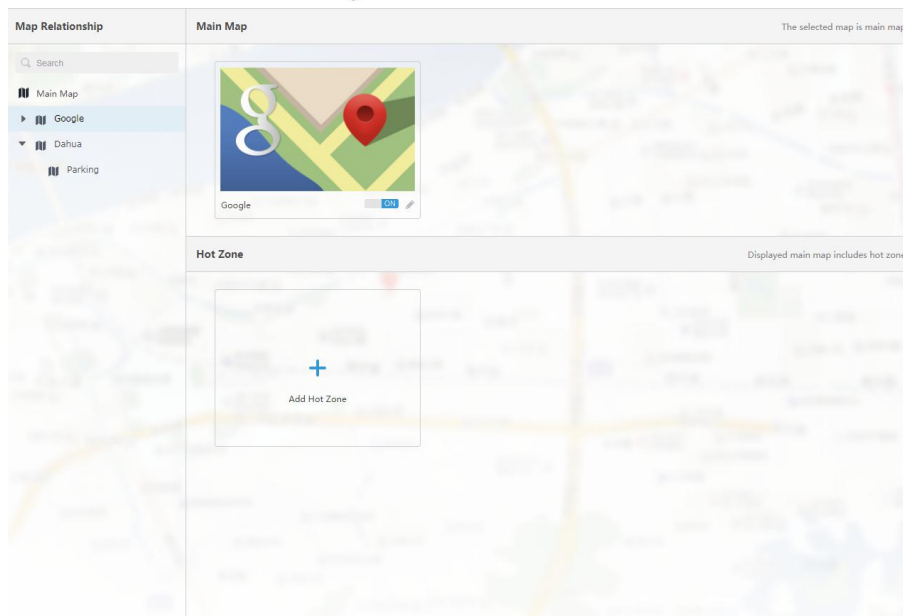 Map Relationship
Main Map
The selected map is main map
Search
Main Map
Google
Dahua
Parking
g
Google
ON
Hot Zone
Displayed main map includes hot zone
Add Hot Zone